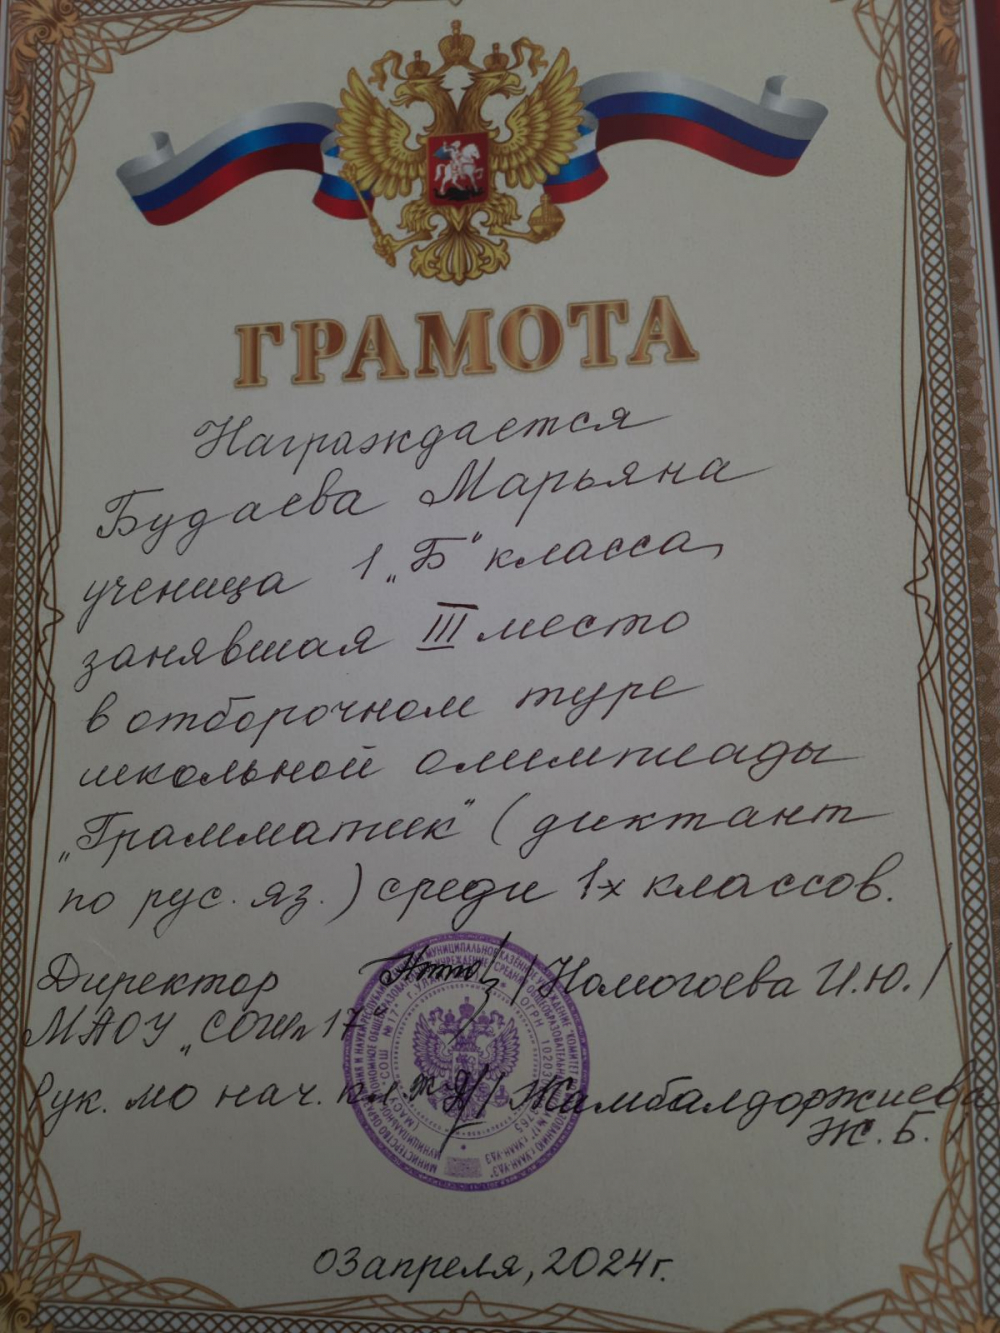 ГРАМОТА
Награждается
Будаева Марьяна
ученица 1 „Б“ класса,
занявшая III место
в отборочном туре
школьной олимпиады
„Грамматик“ (диктант
по рус. яз.) среди 1х классов.
Директор /Номогоева И.Ю./
МАОУ „СОШ №17“
Рук. МО нач. кл. /Жамбалдоржиева
Ж.Б./
03 апреля, 2024г.